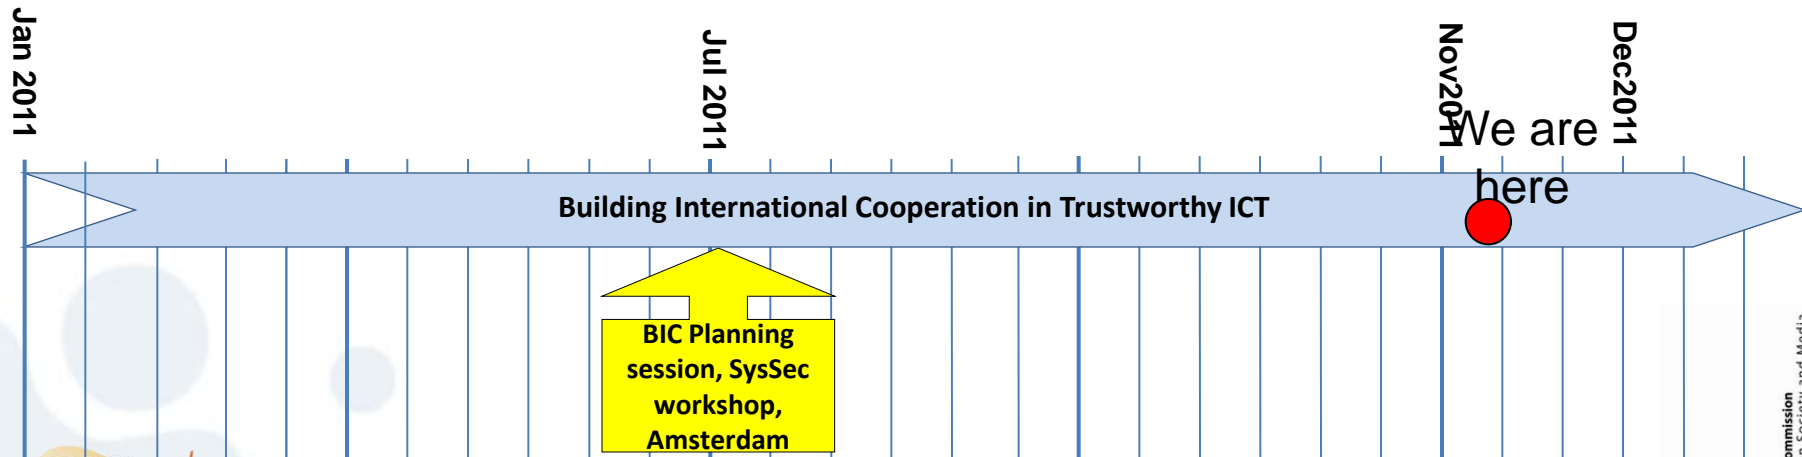 Jan 2011
Jul 2011
Nov2011
Dec2011
We are
here
Building International Cooperation in Trustworthy ICT
BIC Planning
session, SysSec
workshop,
Amsterdam